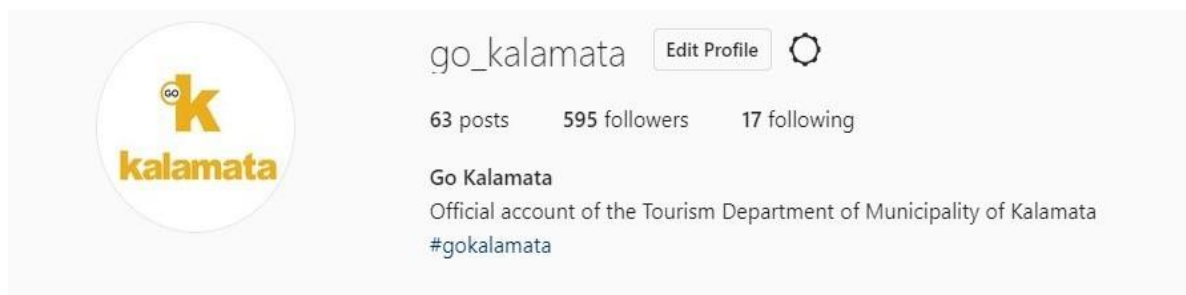 GO
k
kalamata
go_kalamata Edit Profile
63 posts 595 followers 17 following
Go Kalamata
Official account of the Tourism Department of Municipality of Kalamata
#gokalamata